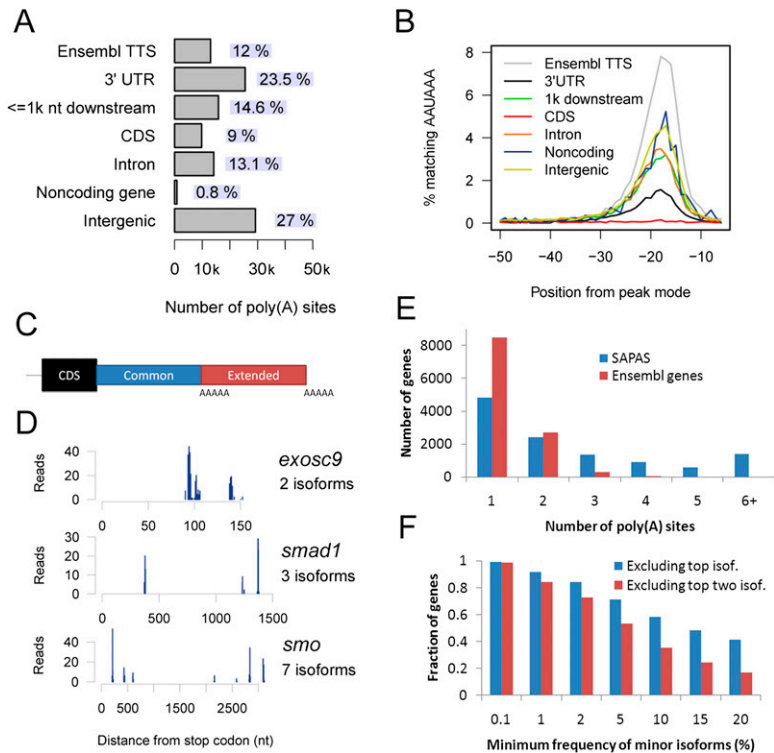 A
Ensembl TTS
12 %
3' UTR
23.5 %
<=1k nt downstream
14.6 %
CDS
9 %
Intron
13.1 %
Noncoding gene
0.8 %
Intergenic
27 %
0 10k 30k 50k
Number of poly(A) sites
B
% matching AAUAAA
8
6
4
2
0
Ensembl TTS
3'UTR
1k downstream
CDS
Intron
Noncoding
Intergenic
−50 −40 −30 −20 −10
Position from peak mode
C
CDS
Common
Extended
AAAAA
AAAAA
D
Reads
40
20
0
0 50 100 150
exosc9
2 isoforms
Reads
30
20
10
0
0 500 1000 1500
smad1
3 isoforms
Reads
40
20
0
0 500 1500 2500
smo
7 isoforms
Distance from stop codon (nt)
E
Number of genes
8000
6000
4000
2000
0
SAPAS
Ensembl genes
1 2 3 4 5 6+
Number of poly(A) sites
F
Fraction of genes
1
0.8
0.6
0.4
0.2
0
Excluding top isof.
Excluding top two isof.
0.1 1 2 5 10 15 20
Minimum frequency of minor isoforms (%)